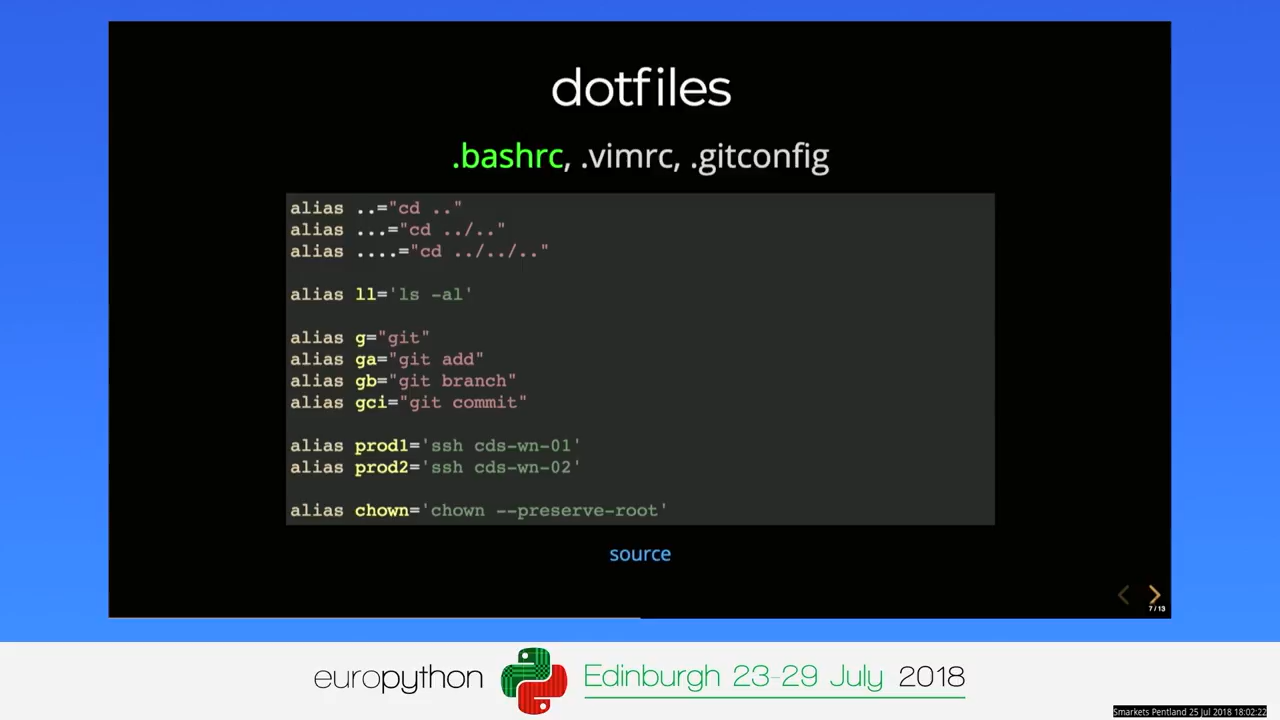 dotfiles
.bashrc, .vimrc, .gitconfig
alias ..="cd .."
alias ...="cd ../.."
alias ....="cd ../../.."
alias ll='ls -al'
alias g="git"
alias ga="git add"
alias gb="git branch"
alias gci="git commit"
alias prod1='ssh cds-wn-01'
alias prod2='ssh cds-wn-02'
alias chown='chown --preserve-root'
source
7 / 13
europython Edinburgh 23-29 July 2018
Smarkets Pentland 25 Jul 2018 18:02:22